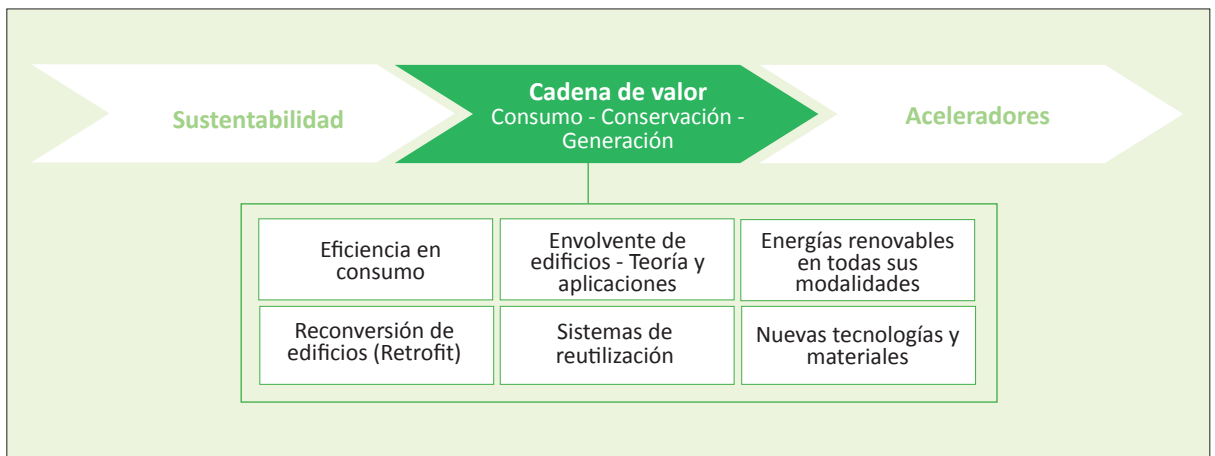 Sustentabilidad
Cadena de valor
Consumo - Conservación -
Generación
Aceleradores
Eficiencia en
consumo
Envolvente de
edificios - Teoría y
aplicaciones
Energías renovables
en todas sus
modalidades
Reconversión de
edificios (Retrofit)
Sistemas de
reutilización
Nuevas tecnologías y
materiales